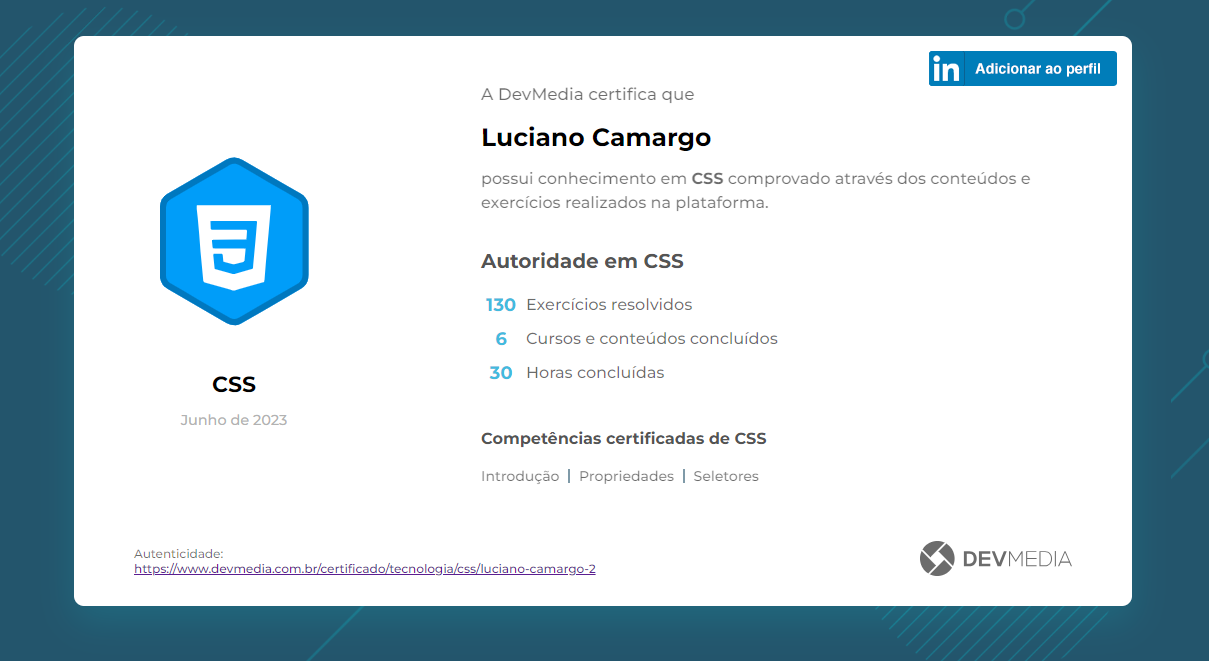 in Adicionar ao perfil
A DevMedia certifica que
Luciano Camargo
possui conhecimento em CSS comprovado através dos conteúdos e
exercícios realizados na plataforma.
Autoridade em CSS
130 Exercícios resolvidos
6 Cursos e conteúdos concluídos
30 Horas concluídas
CSS
Junho de 2023
Competências certificadas de CSS
Introdução | Propriedades | Seletores
Autenticidade:
https://www.devmedia.com.br/certificado/tecnologia/css/luciano-camargo-2
DEVMEDIA